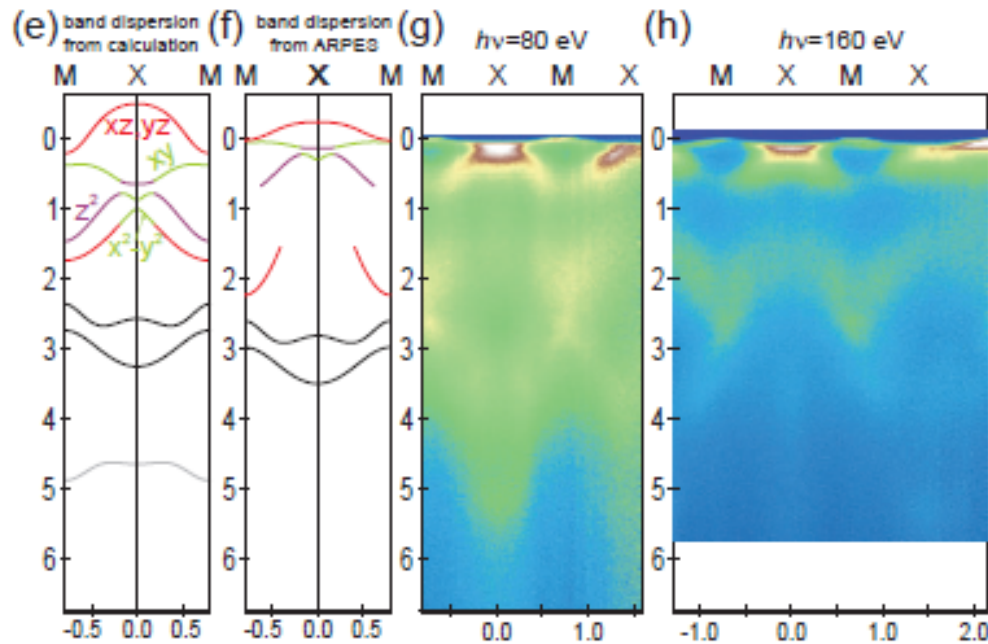 (e) band dispersion from calculation
(f) band dispersion from ARPES
(g) hν=80 eV
(h) hν=160 eV
M X M
M X M
M X M X
M X M X
xz, yz
xy
z²
x²-y²
0
1
2
3
4
5
6
0
1
2
3
4
5
6
0
1
2
3
4
5
6
0
1
2
3
4
5
6
-0.5 0.0 0.5
-0.5 0.0 0.5
0.0 1.0
-1.0 0.0 1.0 2.0